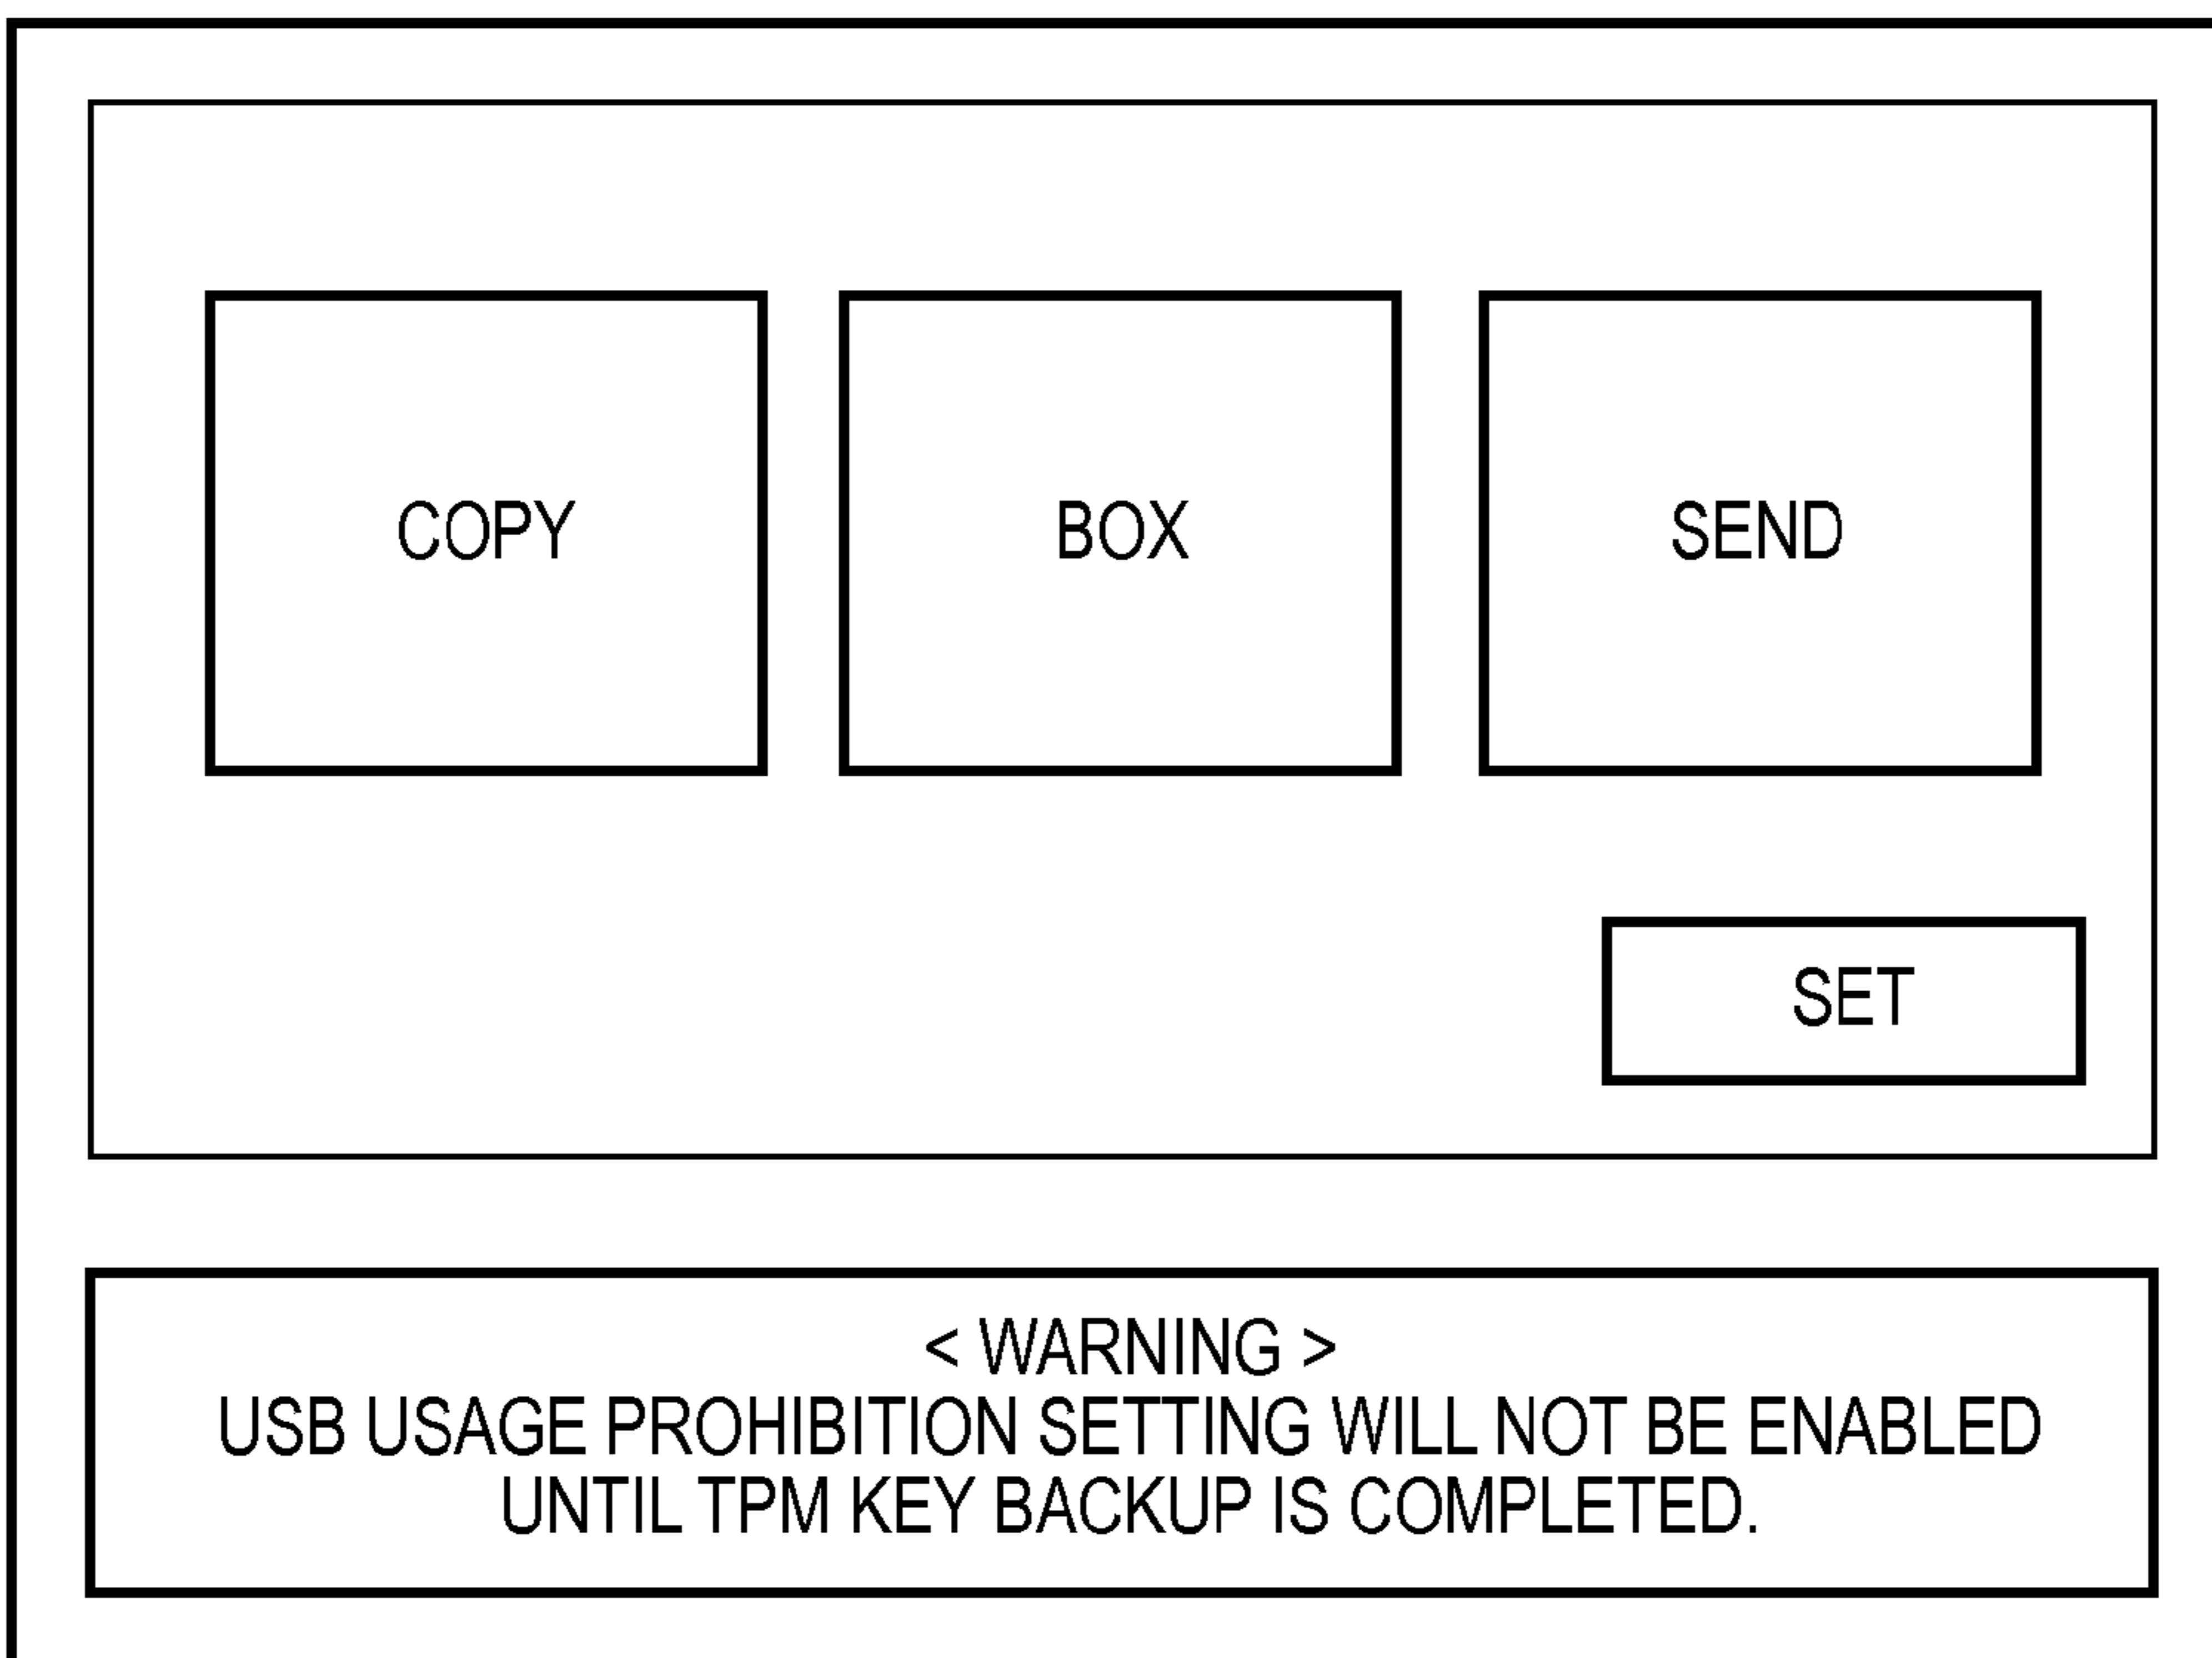 COPY
BOX
SEND
SET
< WARNING >
USB USAGE PROHIBITION SETTING WILL NOT BE ENABLED
UNTIL TPM KEY BACKUP IS COMPLETED.